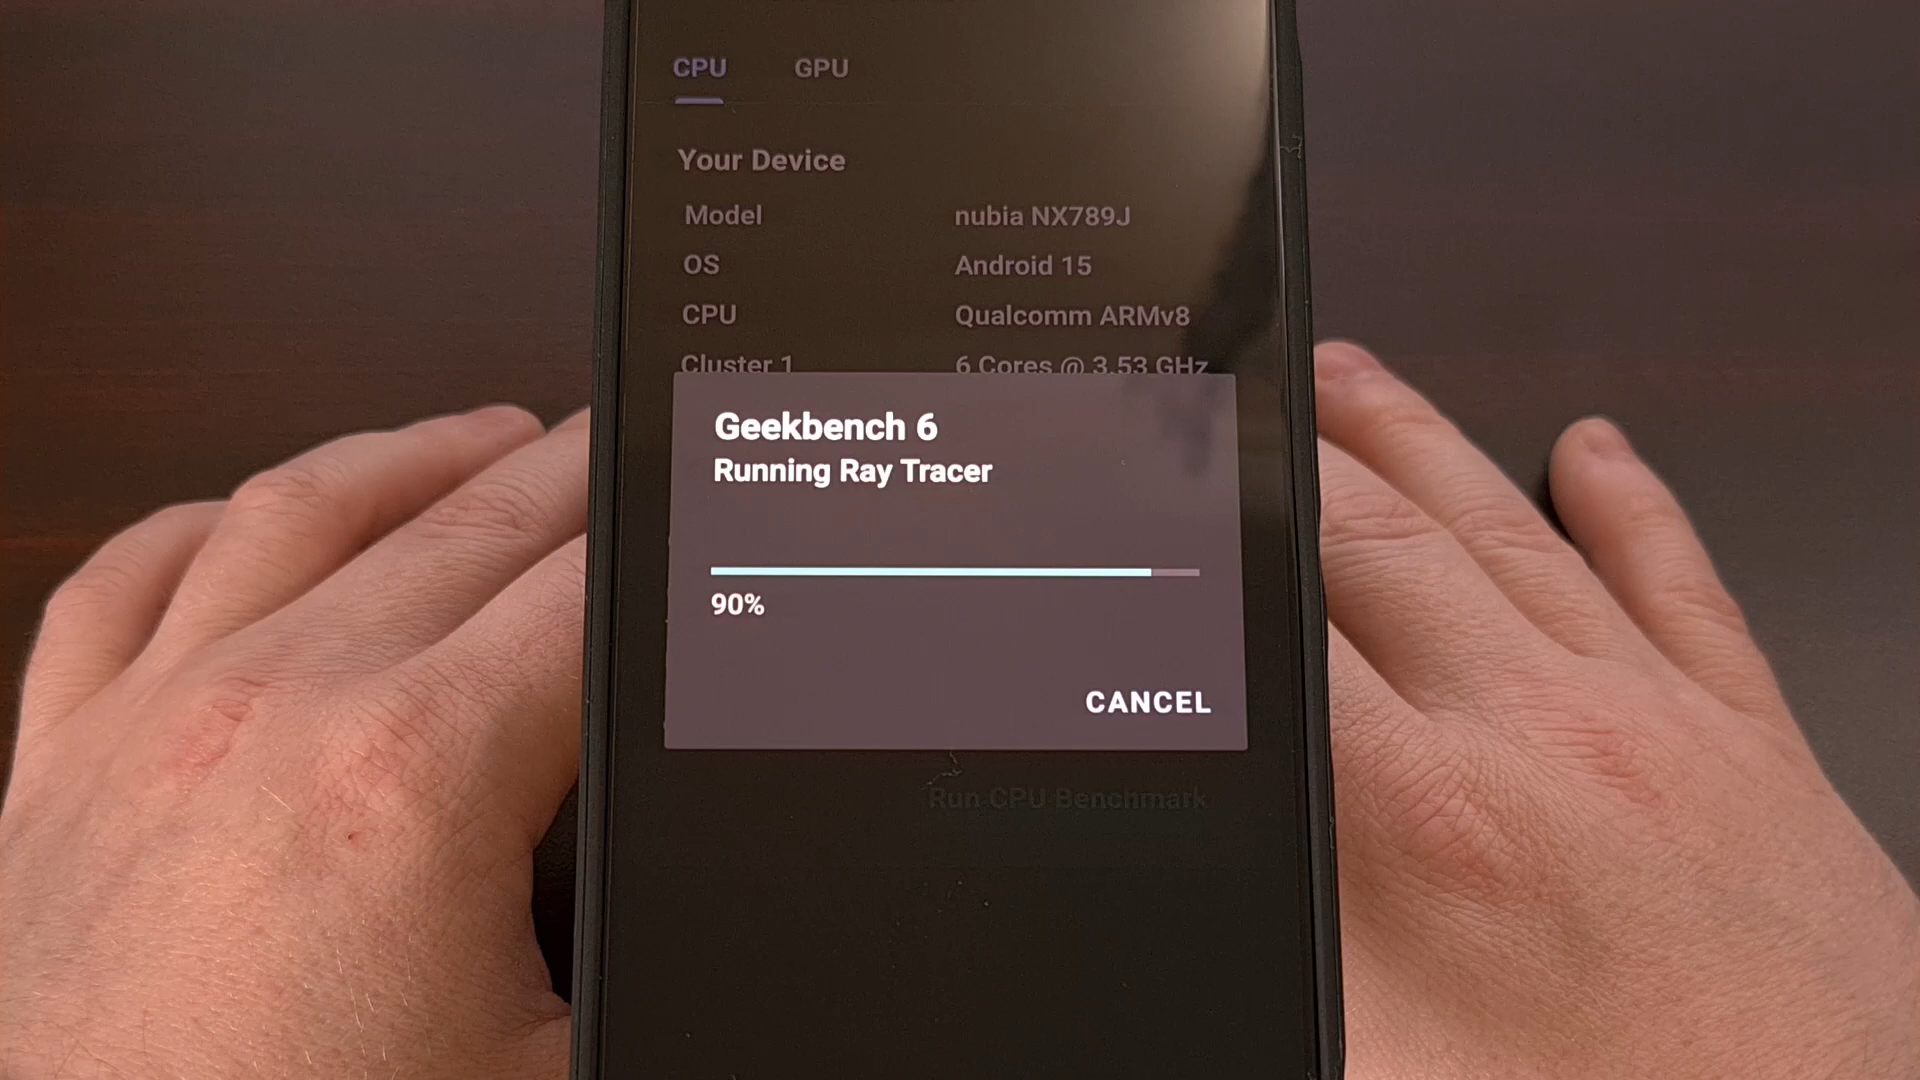 CPU GPU
Your Device
Model nubia NX789J
OS Android 15
CPU Qualcomm ARMv8
Cluster 1 6 Cores @ 3.53 GHz
Geekbench 6
Running Ray Tracer
90%
CANCEL
Run CPU Benchmark